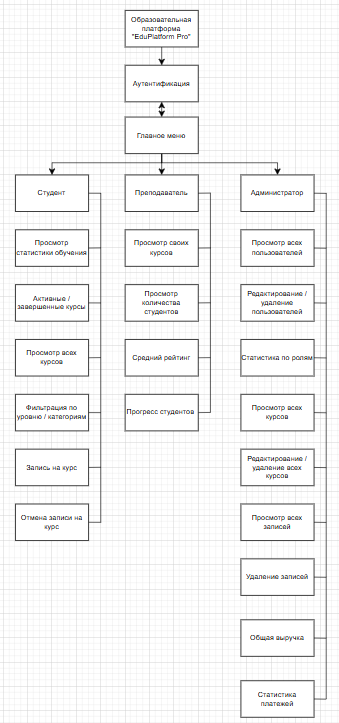 Образовательная
платформа
"EduPlatform Pro"
Аутентификация
Главное меню
Студент
Просмотр
статистики обучения
Активные /
завершенные курсы
Просмотр всех
курсов
Фильтрация по
уровню / категориям
Запись на курс
Отмена записи на
курс
Преподаватель
Просмотр своих
курсов
Просмотр
количества
студентов
Средний рейтинг
Прогресс студентов
Администратор
Просмотр всех
пользователей
Редактирование /
удаление
пользователей
Статистика по ролям
Просмотр всех
курсов
Редактирование /
удаление всех
курсов
Просмотр всех
записей
Удаление записей
Общая выручка
Статистика
платежей